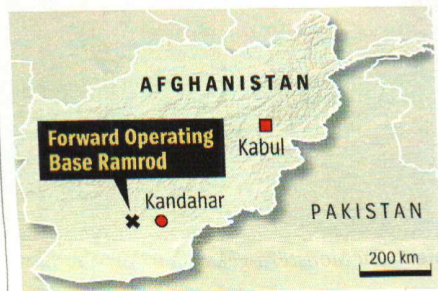 AFGHANISTAN
Forward Operating
Base Ramrod
Kabul
Kandahar
PAKISTAN
200 km